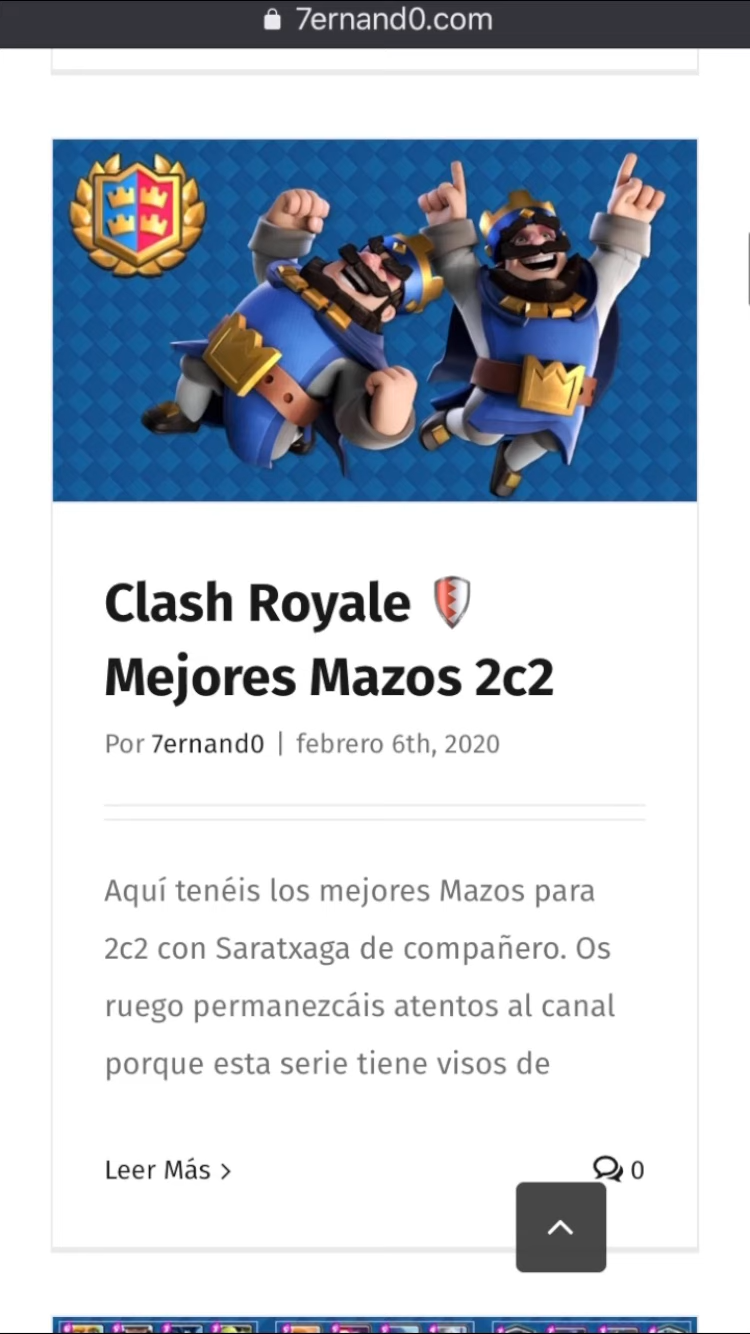 7ernand0.com
Clash Royale
Mejores Mazos 2c2
Por 7ernand0 | febrero 6th, 2020
Aquí tenéis los mejores Mazos para
2c2 con Saratxaga de compañero. Os
ruego permanezcáis atentos al canal
porque esta serie tiene visos de
Leer Más >
0